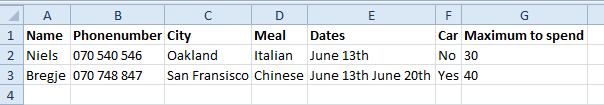 A B C D E F G
1 Name Phonenumber City Meal Dates Car Maximum to spend
2 Niels 070 540 546 Oakland Italian June 13th No 30
3 Bregje 070 748 847 San Fransisco Chinese June 13th June 20th Yes 40
4